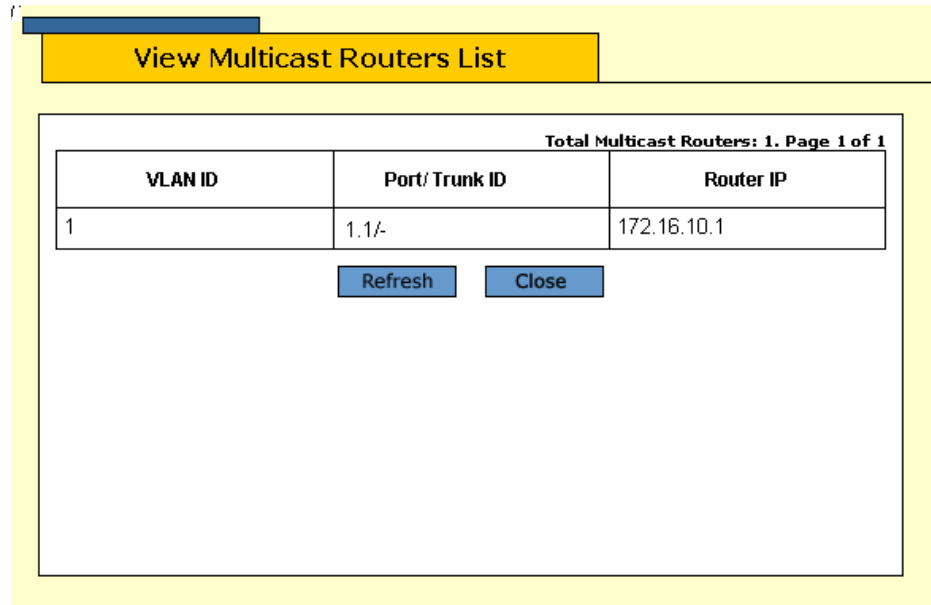 View Multicast Routers List
Total Multicast Routers: 1. Page 1 of 1
VLAN ID Port/ Trunk ID Router IP
1 1.1/- 172.16.10.1
Refresh Close